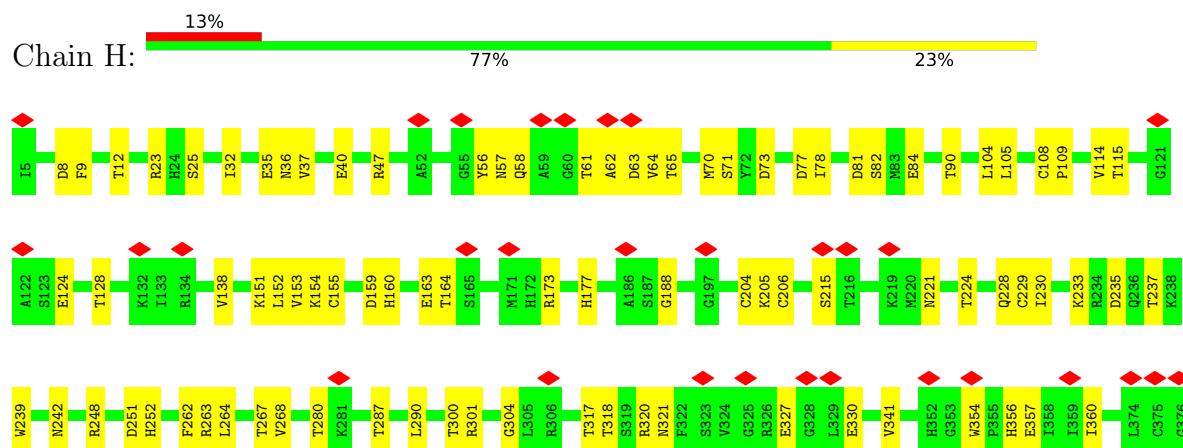 13%
Chain H:
77% 23%
I5 D8 F9 T12 R23 H24 S25 I32 E35 N36 V37 E40 R47 A52 G55 Y56 N57 Q58 A59 G60 T61 A62 D63 V64 T65 M70 S71 Y72 D73 D77 I78 D81 S82 M83 E84 T90 L104 L105 C108 P109 V114 T115 G121
A122 S123 E124 T128 K132 I133 R134 V138 K151 L152 V153 K154 C155 D159 H160 E163 T164 S165 M171 H172 R173 H177 A186 S187 G188 G197 C204 K205 C206 S215 T216 K219 M220 N221 T224 Q228 C229 I230 K233 R234 D235 Q236 T237 K238
W239 N242 R248 D251 H252 F262 R263 L264 T267 V268 T280 K281 T287 L290 T300 R301 G304 L305 R306 T317 T318 S319 R320 N321 F322 S323 V324 G325 R326 E327 G328 L329 E330 V341 H352 G353 W354 P355 H356 E357 I358 I359 I360 L374 G375 G376